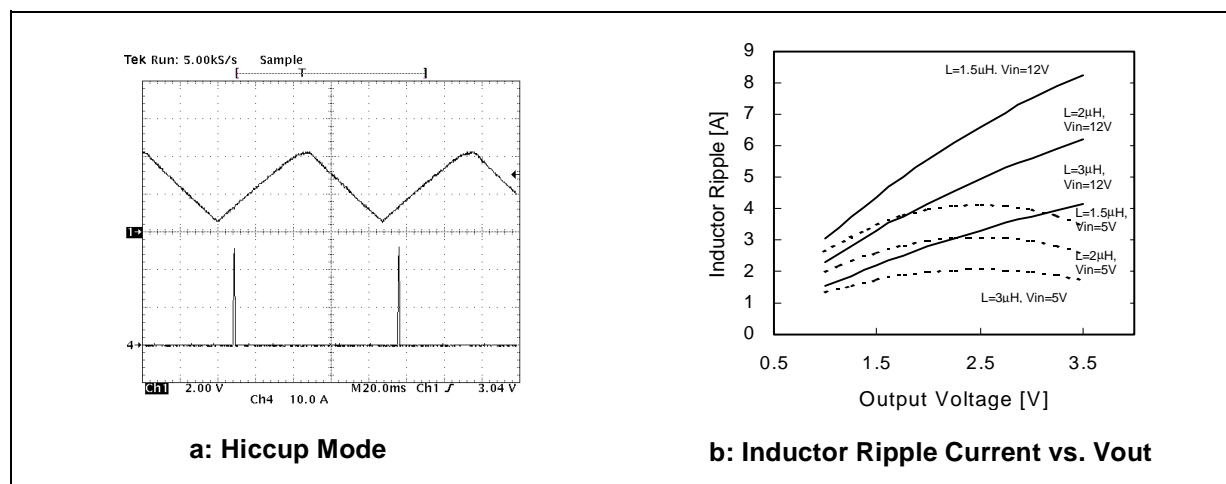 Tek Run: 5.00kS/s Sample
[ T ]
1→
4→
Ch1 2.00 V M20.0ms Ch1 ∫ 3.04 V
Ch4 10.0 A
a: Hiccup Mode
9
8
7
6
5
4
3
2
1
0
Inductor Ripple [A]
L=1.5µH. Vin=12V
L=2µH,
Vin=12V
L=3µH,
Vin=12V
L=1.5µH,
Vin=5V
L=2µH,
Vin=5V
L=3µH, Vin=5V
0.5 1.5 2.5 3.5
Output Voltage [V]
b: Inductor Ripple Current vs. Vout